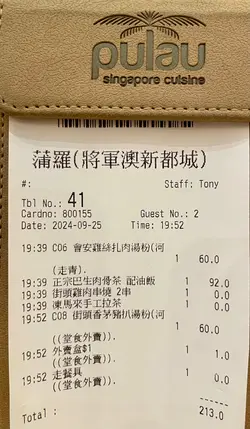 pulau
singapore cuisine
蒲羅(將軍澳新都城)
#: Staff: Tony
Tbl No.: 41
Cardno: 800155 Guest No.: 2
Date: 2024-09-25 Time: 19:52
19:39 C06 會安雞絲扎肉湯粉(河
1 60.0
(走青).
19:39 正宗巴生肉骨茶 配油飯 1 92.0
19:39 街頭雞肉串燒 2串 1 0.0
19:39 凍馬來手工拉茶 1 0.0
19:52 C08 街頭香茅豬扒湯粉(河
1 60.0
((堂食外賣).
19:52 外賣盒$1 1 1.0
((堂食外賣).
19:52 走餐具 1 0.0
((堂食外賣).
------
Total : 213.0